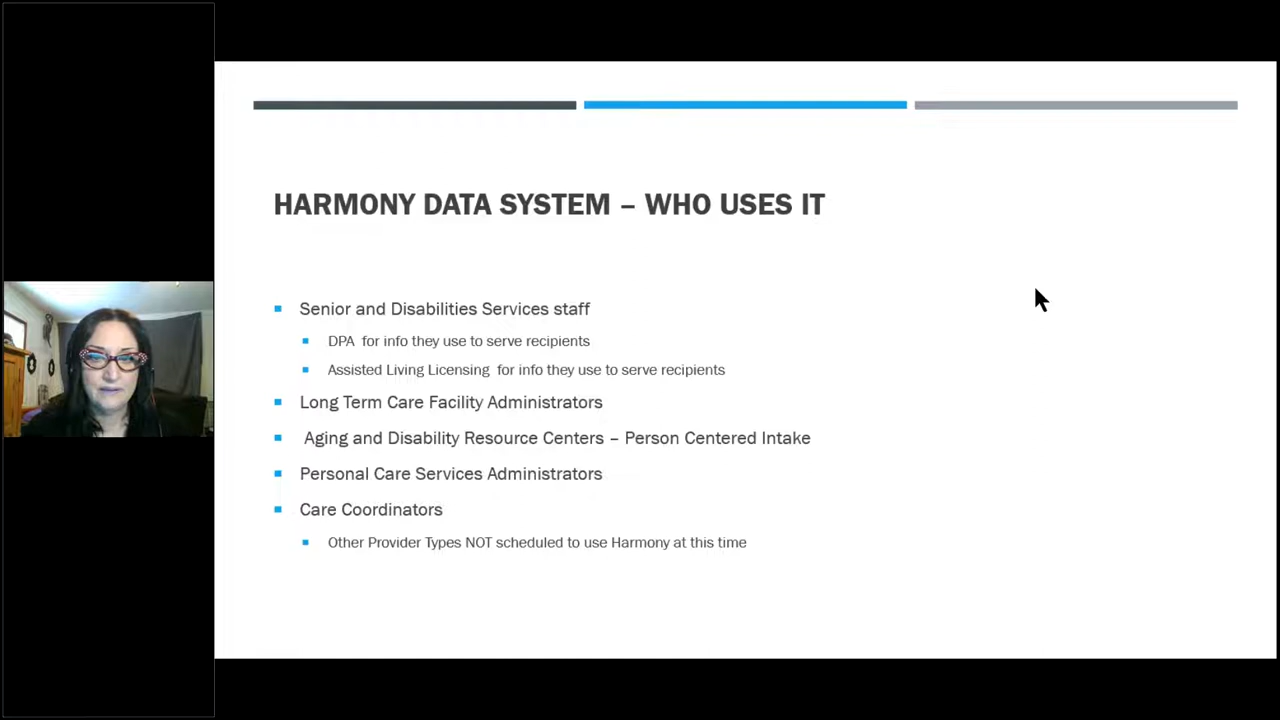 HARMONY DATA SYSTEM – WHO USES IT
Senior and Disabilities Services staff
DPA for info they use to serve recipients
Assisted Living Licensing for info they use to serve recipients
Long Term Care Facility Administrators
Aging and Disability Resource Centers – Person Centered Intake
Personal Care Services Administrators
Care Coordinators
Other Provider Types NOT scheduled to use Harmony at this time